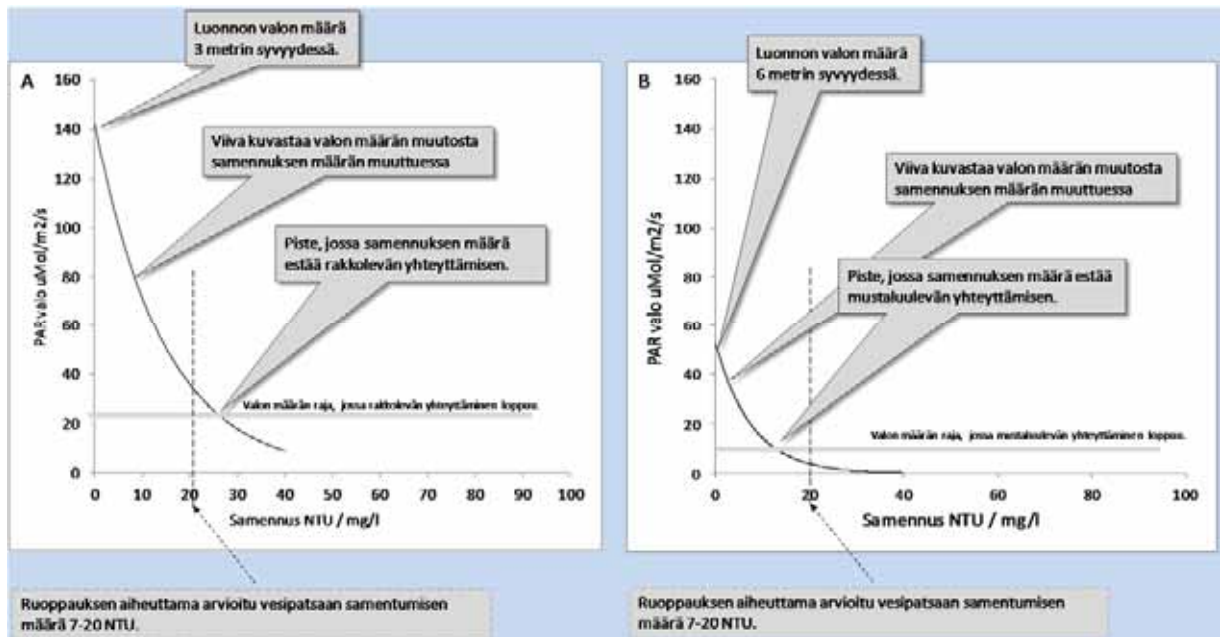 Luonnon valon määrä
3 metrin syvyydessä.
A
160
140
120
100
80
60
40
20
0
PAR valo uMol/m2/s
Viiva kuvastaa valon määrän muutosta
samennuksen määrän muuttuessa
Piste, jossa samennuksen määrä
estää rakkolevän yhteyttämisen.
Valon määrän raja, jossa rakkolevän yhteyttäminen loppuu.
0 10 20 30 40 50 60 70 80 90 100
Samennus NTU / mg/l
Ruoppauksen aiheuttama arvioitu vesipatsaan samentumisen
määrä 7-20 NTU.
Luonnon valon määrä
6 metrin syvyydessä.
B
160
140
120
100
80
60
40
20
0
PAR valo uMol/m2/s
Viiva kuvastaa valon määrän muutosta
samennuksen määrän muuttuessa
Piste, jossa samennuksen määrä estää
mustaluulevän yhteyttämisen.
Valon määrän raja, jossa mustaluulevän yhteyttäminen loppuu.
0 20 40 60 80 100
Samennus NTU / mg/l
Ruoppauksen aiheuttama arvioitu vesipatsaan samentumisen
määrä 7-20 NTU.